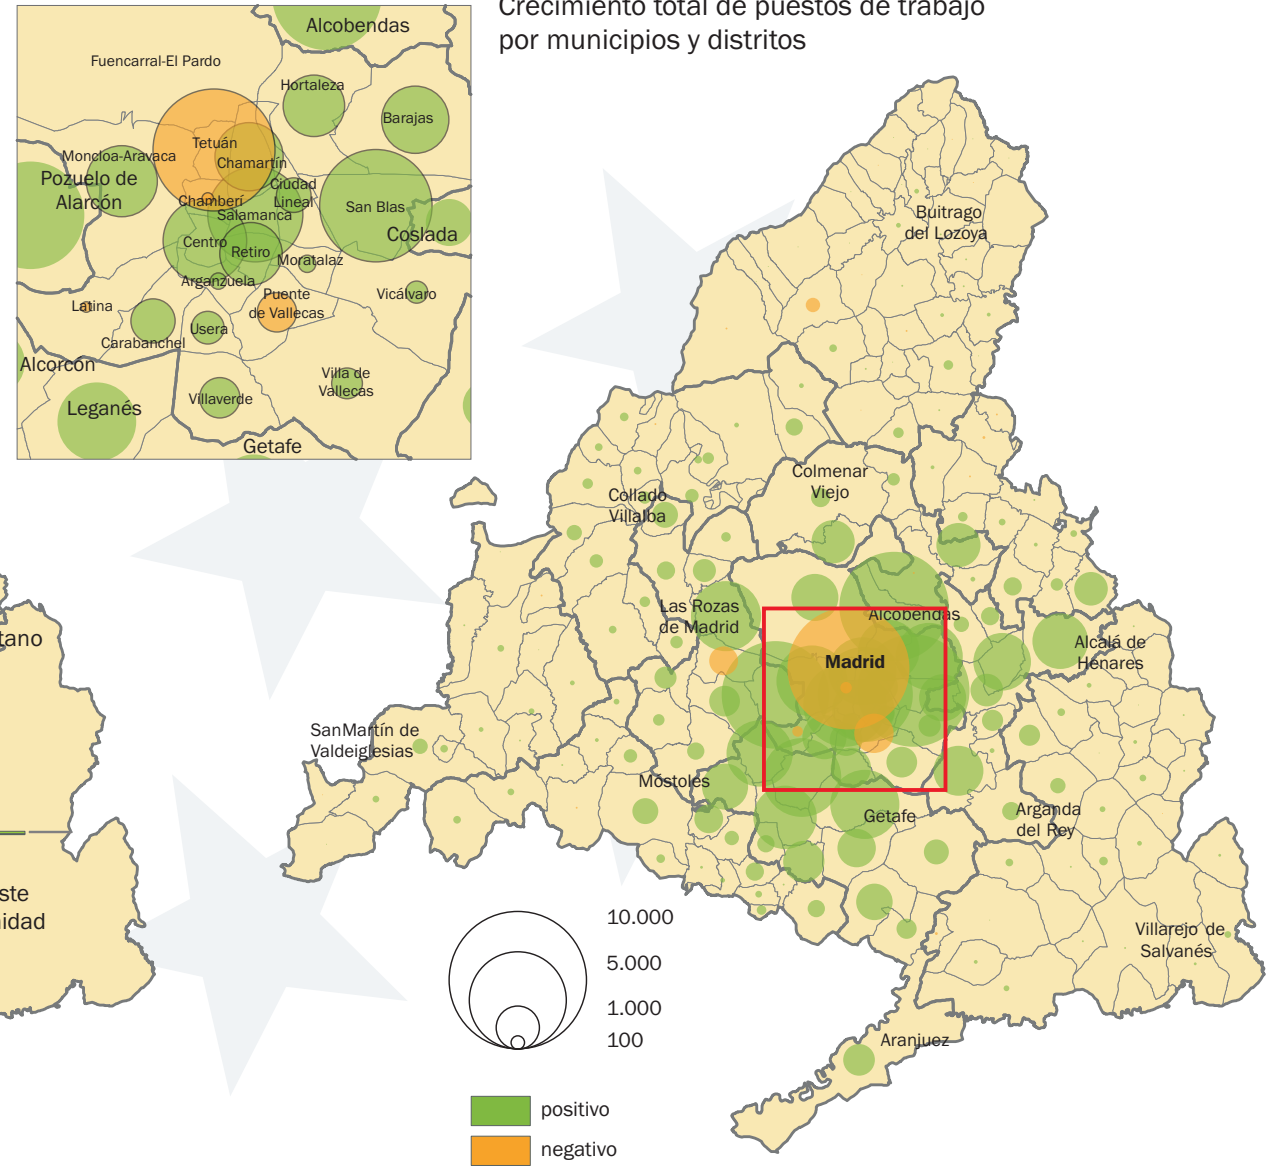 Crecimiento total de puestos de trabajo
por municipios y distritos
Alcobendas
Fuencarral-El Pardo
Hortaleza
Barajas
Tetuán
Moncloa-Aravaca
Chamartín
Pozuelo de
Alarcón
Ciudad
Lineal
Chamberí
Salamanca
San Blas
Coslada
Centro
Retiro
Moratalaz
Arganzuela
Puente
de Vallecas
Vicálvaro
Latina
Usera
Carabanchel
Alcorcón
Villa de
Vallecas
Villaverde
Leganés
Getafe
Buitrago
del Lozoya
Colmenar
Viejo
Collado
Villalba
Las Rozas
de Madrid
Alcobendas
Madrid
Alcalá de
Henares
SanMartín de
Valdeiglesias
Móstoles
Getafe
Arganda
del Rey
Villarejo de
Salvanés
Aranjuez
tano
ste
nidad
10.000
5.000
1.000
100
positivo
negativo